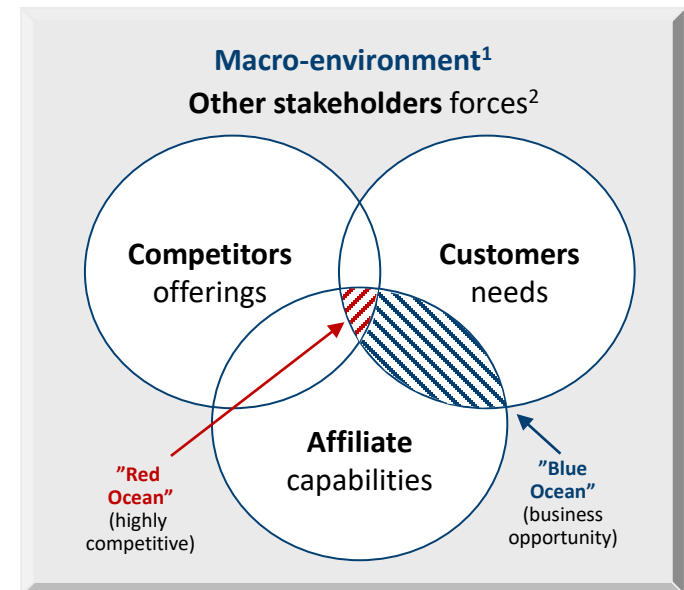 Macro-environment¹
Other stakeholders forces²
Competitors
offerings
Customers
needs
Affiliate
capabilities
”Red
Ocean”
(highly
competitive)
”Blue
Ocean”
(business
opportunity)